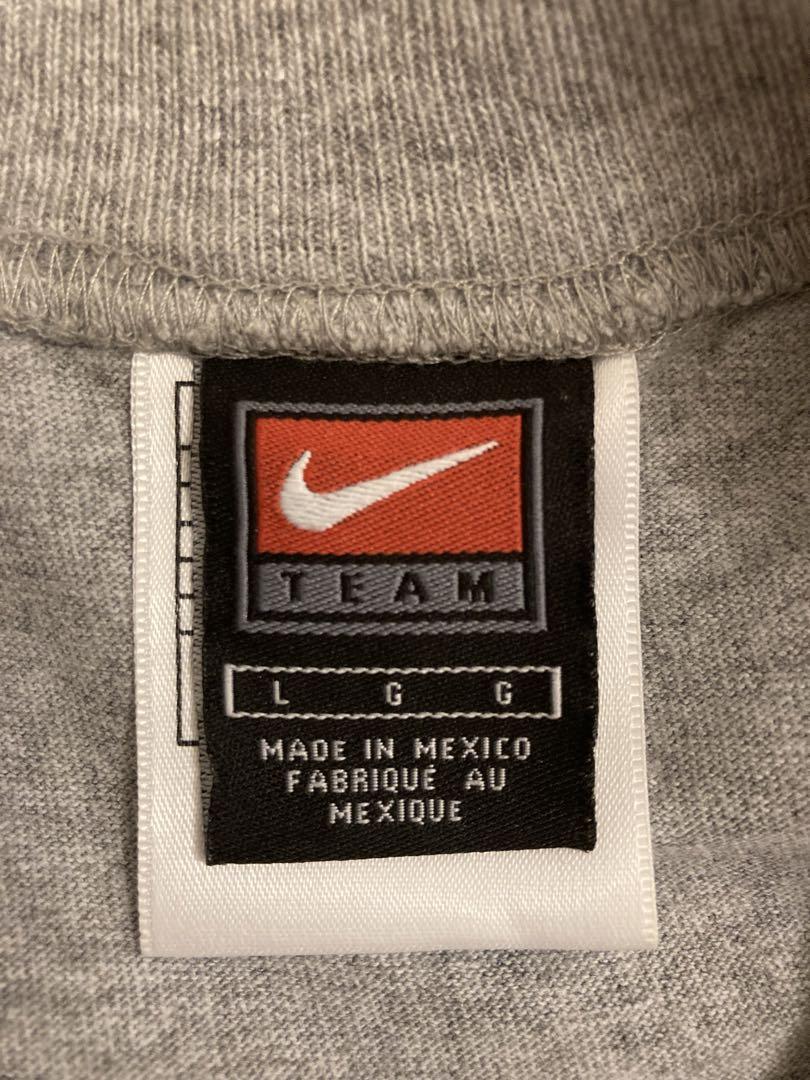 TEAM
L G G
MADE IN MEXICO
FABRIQUÉ AU
MEXIQUE